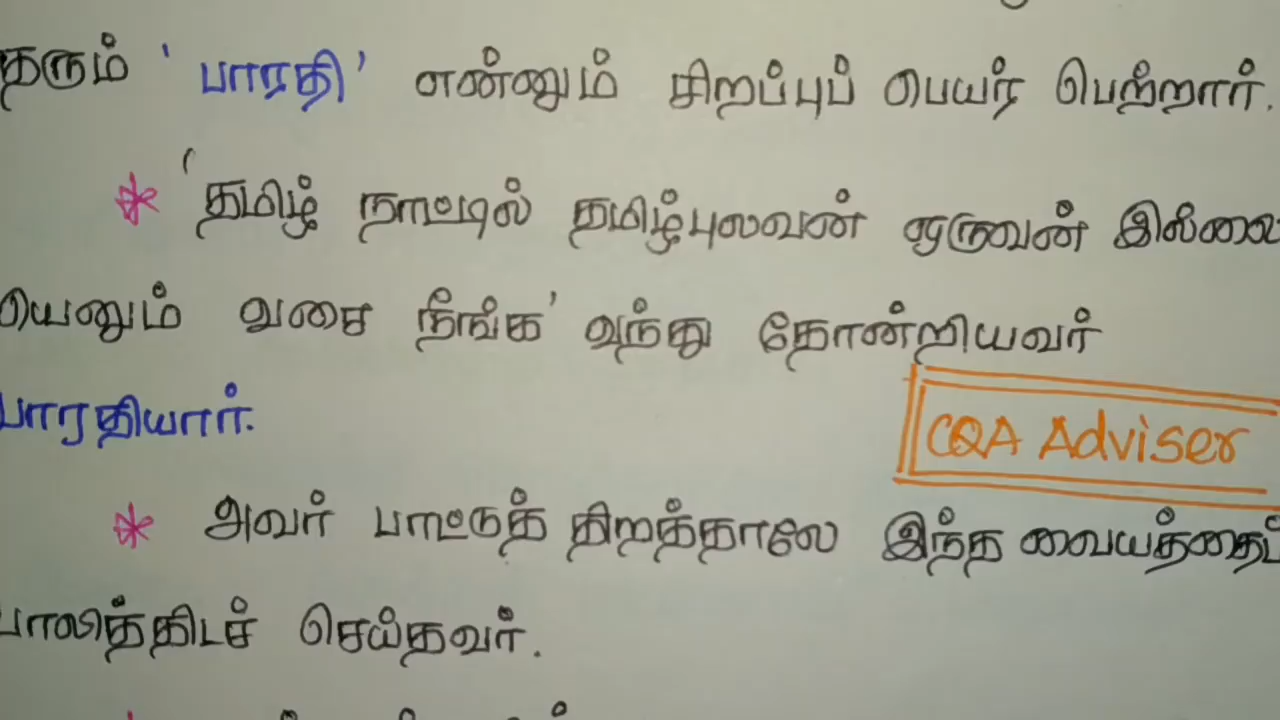 தரும் 'பாரதி' என்னும் சிறப்புப் பெயர் பெற்றார்.
* 'தமிழ் நாட்டில் தமிழ்புலவன் ஒருவன் இல்லை
யெனும் வசை நீங்க' வந்து தோன்றியவர்
பாரதியார்.
CQA Adviser
* அவர் பாட்டுத் திறத்தாலே இந்த வையத்தைப்
பாலித்திடச் செய்தவர்.